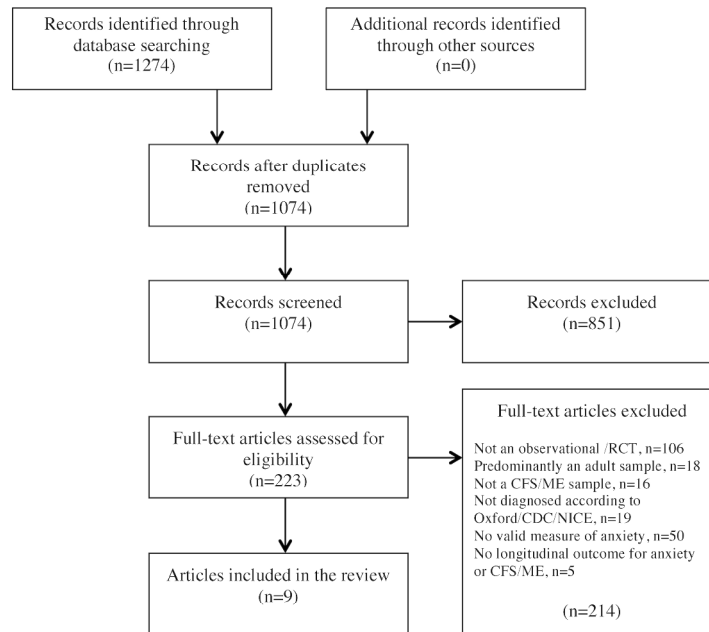 Records identified through
database searching
(n=1274)
Additional records identified
through other sources
(n=0)
Records after duplicates
removed
(n=1074)
Records screened
(n=1074)
Records excluded
(n=851)
Full-text articles assessed for
eligibility
(n=223)
Full-text articles excluded
Not an observational /RCT, n=106
Predominantly an adult sample, n=18
Not a CFS/ME sample, n=16
Not diagnosed according to
Oxford/CDC/NICE, n=19
No valid measure of anxiety, n=50
No longitudinal outcome for anxiety
or CFS/ME, n=5
(n=214)
Articles included in the review
(n=9)